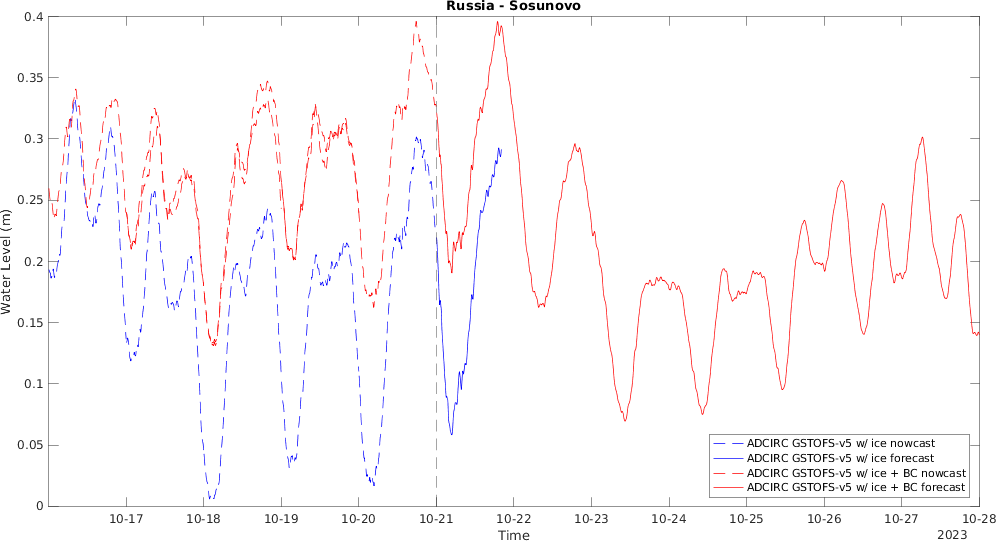 Russia - Sosunovo
0.4
0.35
0.3
0.25
0.2
0.15
0.1
0.05
0
Water Level (m)
10-17 10-18 10-19 10-20 10-21 10-22 10-23 10-24 10-25 10-26 10-27 10-28
Time
2023
ADCIRC GSTOFS-v5 w/ ice nowcast
ADCIRC GSTOFS-v5 w/ ice forecast
ADCIRC GSTOFS-v5 w/ ice + BC nowcast
ADCIRC GSTOFS-v5 w/ ice + BC forecast